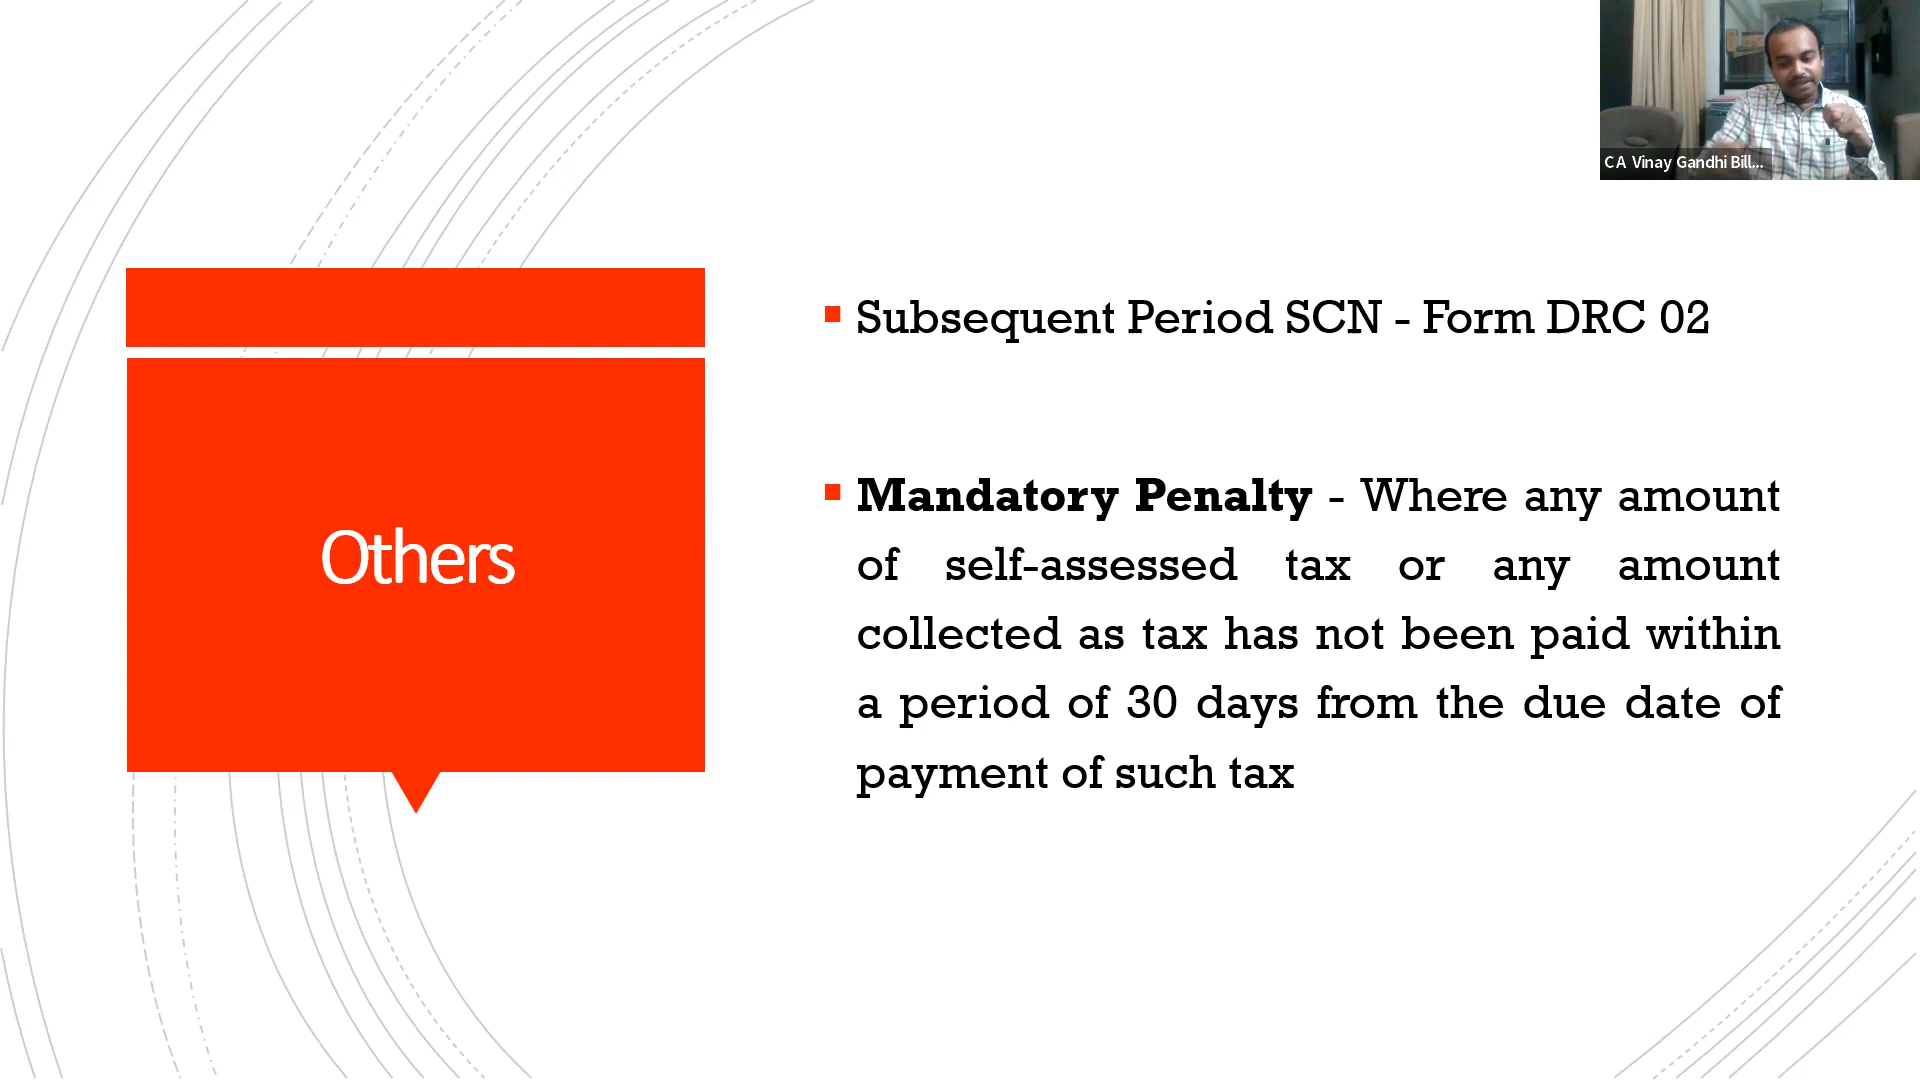 C A Vinay Gandhi Bill...
Others
Subsequent Period SCN - Form DRC 02
Mandatory Penalty - Where any amount
of self-assessed tax or any amount
collected as tax has not been paid within
a period of 30 days from the due date of
payment of such tax